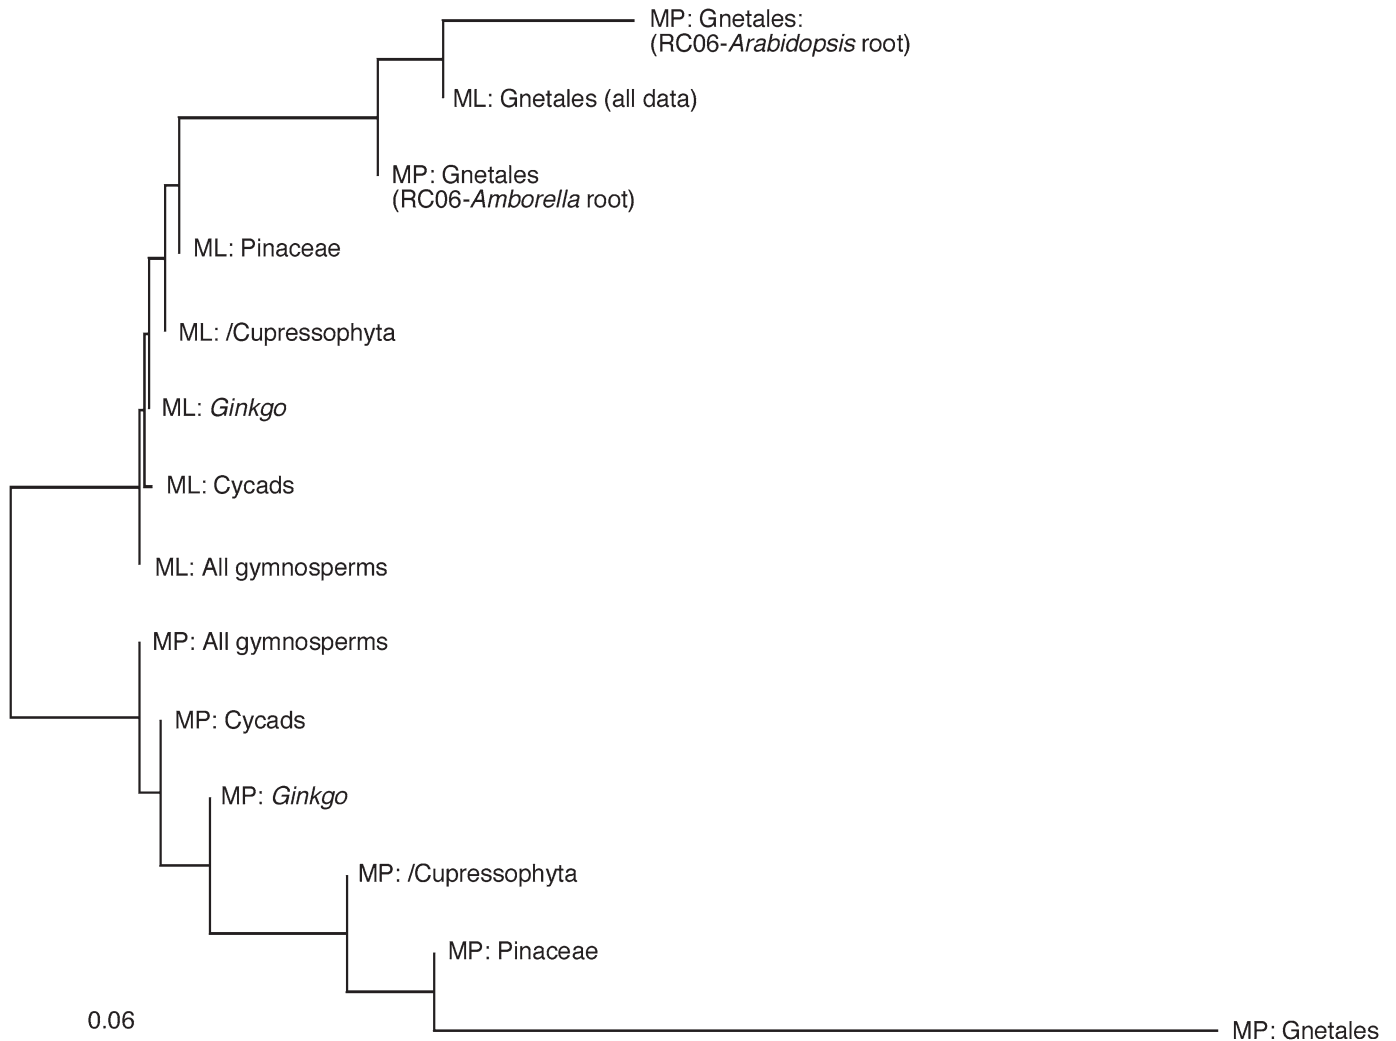 MP: Gnetales:
(RC06-Arabidopsis root)
ML: Gnetales (all data)
MP: Gnetales
(RC06-Amborella root)
ML: Pinaceae
ML: /Cupressophyta
ML: Ginkgo
ML: Cycads
ML: All gymnosperms
MP: All gymnosperms
MP: Cycads
MP: Ginkgo
MP: /Cupressophyta
MP: Pinaceae
0.06
MP: Gnetales